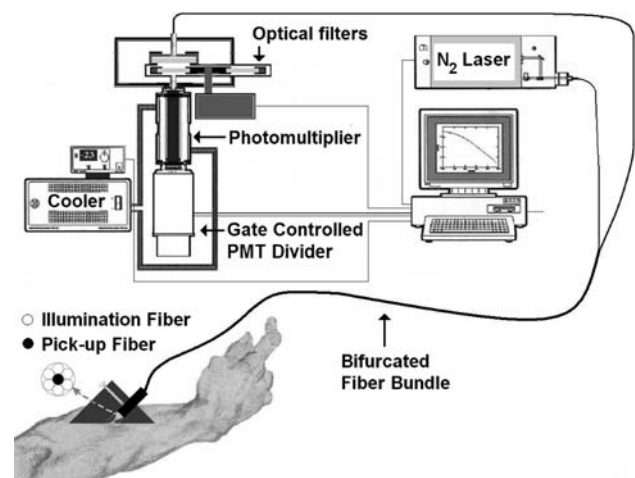 Optical filters
N₂ Laser
Photomultiplier
Cooler
Gate Controlled
PMT Divider
Illumination Fiber
Pick-up Fiber
Bifurcated
Fiber Bundle